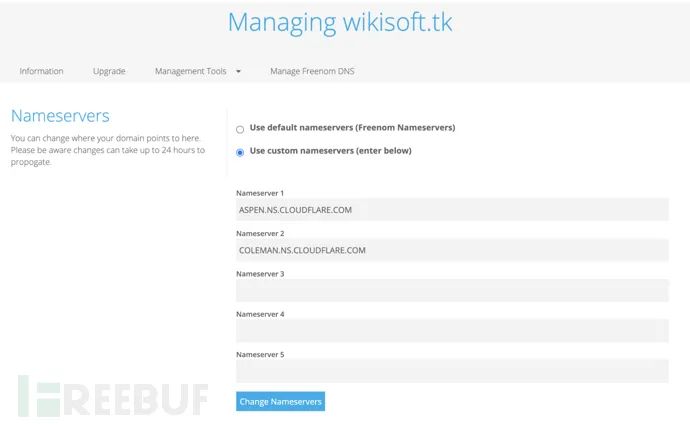 Managing wikisoft.tk
Information Upgrade Management Tools Manage Freenom DNS
Nameservers
You can change where your domain points to here.
Please be aware changes can take up to 24 hours to
propogate.
Use default nameservers (Freenom Nameservers)
Use custom nameservers (enter below)
Nameserver 1
ASPEN.NS.CLOUDFLARE.COM
Nameserver 2
COLEMAN.NS.CLOUDFLARE.COM
Nameserver 3
Nameserver 4
Nameserver 5
Change Nameservers
FREEBUF